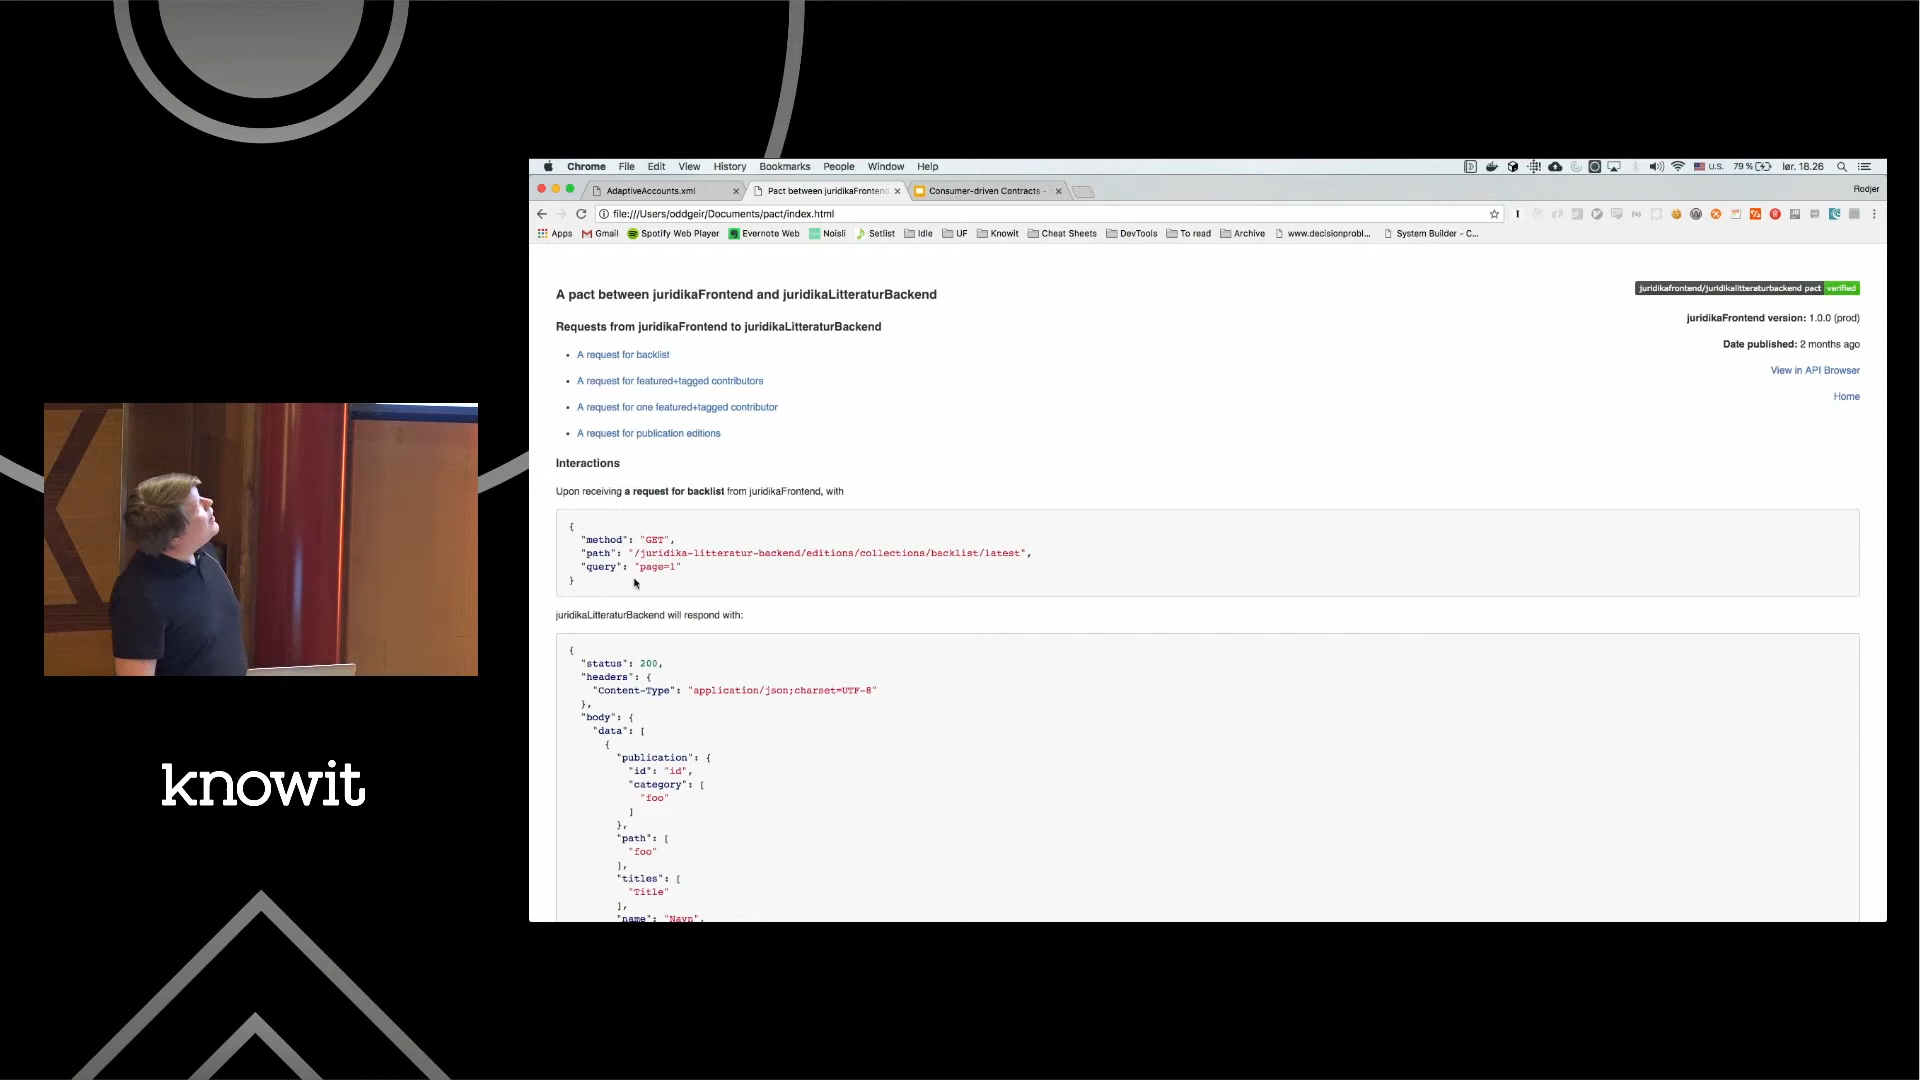 Chrome File Edit View History Bookmarks People Window Help U.S. 79 % lør. 18.26
AdaptiveAccounts.xml Pact between juridikaFrontend Consumer-driven Contracts - Rodjer
file:///Users/oddgeir/Documents/pact/index.html
Apps Gmail Spotify Web Player Evernote Web Noisli Setlist Idle UF Knowit Cheat Sheets DevTools To read Archive www.decisionprobl... System Builder - C...
A pact between juridikaFrontend and juridikaLitteraturBackend
juridikafrontend/juridikalitteraturbackend pact verified
juridikaFrontend version: 1.0.0 (prod)
Requests from juridikaFrontend to juridikaLitteraturBackend
Date published: 2 months ago
A request for backlist
View in API Browser
A request for featured+tagged contributors
Home
A request for one featured+tagged contributor
A request for publication editions
Interactions
Upon receiving a request for backlist from juridikaFrontend, with
{
"method": "GET",
"path": "/juridika-litteratur-backend/editions/collections/backlist/latest",
"query": "page=1"
}
juridikaLitteraturBackend will respond with:
{
"status": 200,
"headers": {
"Content-Type": "application/json;charset=UTF-8"
},
"body": {
"data": [
{
"publication": {
"id": "id",
"category": [
"foo"
]
},
"path": [
"foo"
],
"titles": [
"Title"
],
"name": "Navn",
knowit